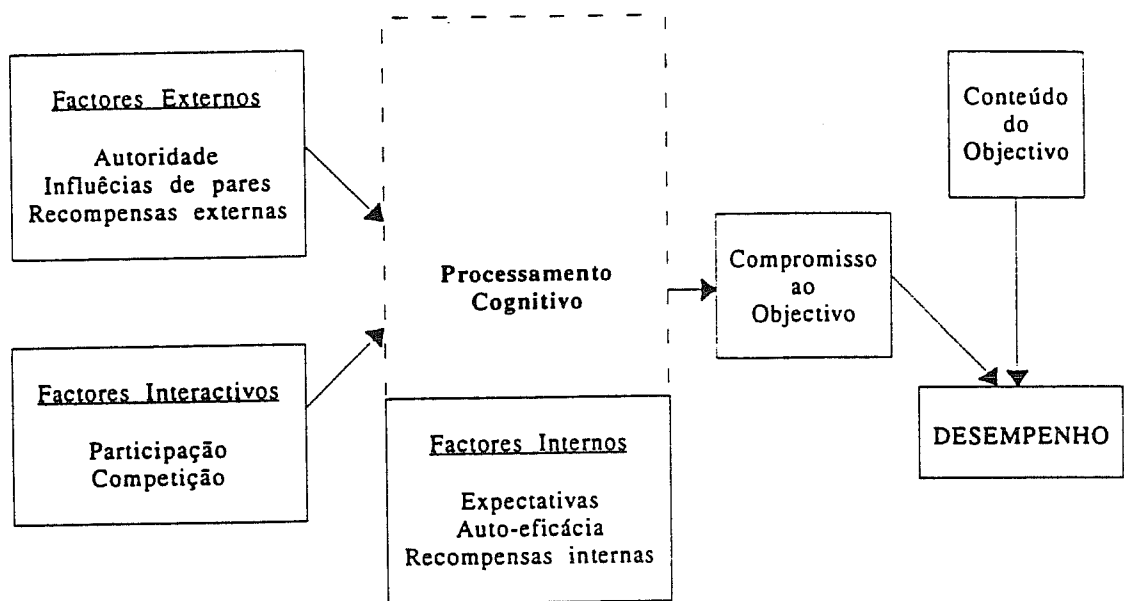 Factores Externos
Autoridade
Influêcias de pares
Recompensas externas
Factores Interactivos
Participação
Competição
Processamento
Cognitivo
Factores Internos
Expectativas
Auto-eficácia
Recompensas internas
Compromisso
ao
Objectivo
Conteúdo
do
Objectivo
DESEMPENHO